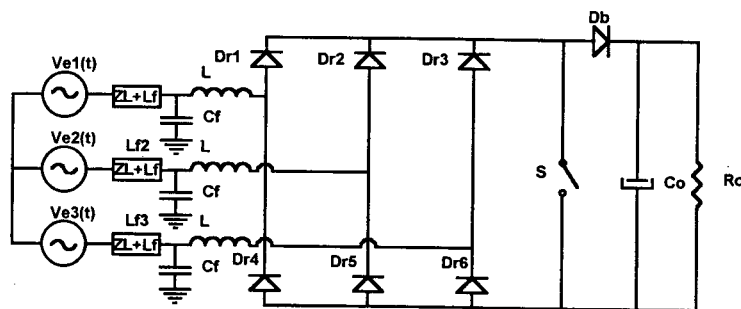 Db
Dr1
Dr2
Dr3
Ve1(t)
L
ZL+Lf
Cf
Ve2(t)
Lf2
L
ZL+Lf
Cf
S
Co
Ro
Ve3(t)
Lf3
L
ZL+Lf
Cf
Dr4
Dr5
Dr6